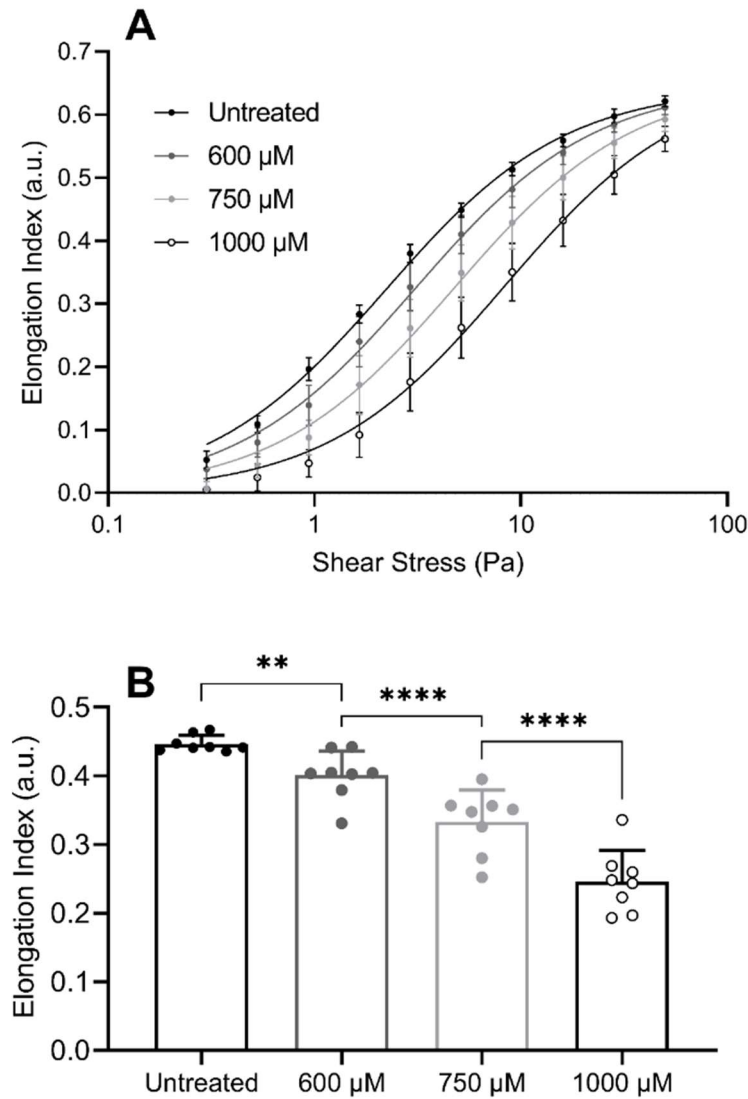 A
0.7
0.6
0.5
0.4
0.3
0.2
0.1
0.0
Elongation Index (a.u.)
Untreated
600 µM
750 µM
1000 µM
0.1 1 10 100
Shear Stress (Pa)
B
**
****
****
0.5
0.4
0.3
0.2
0.1
0.0
Elongation Index (a.u.)
Untreated 600 µM 750 µM 1000 µM